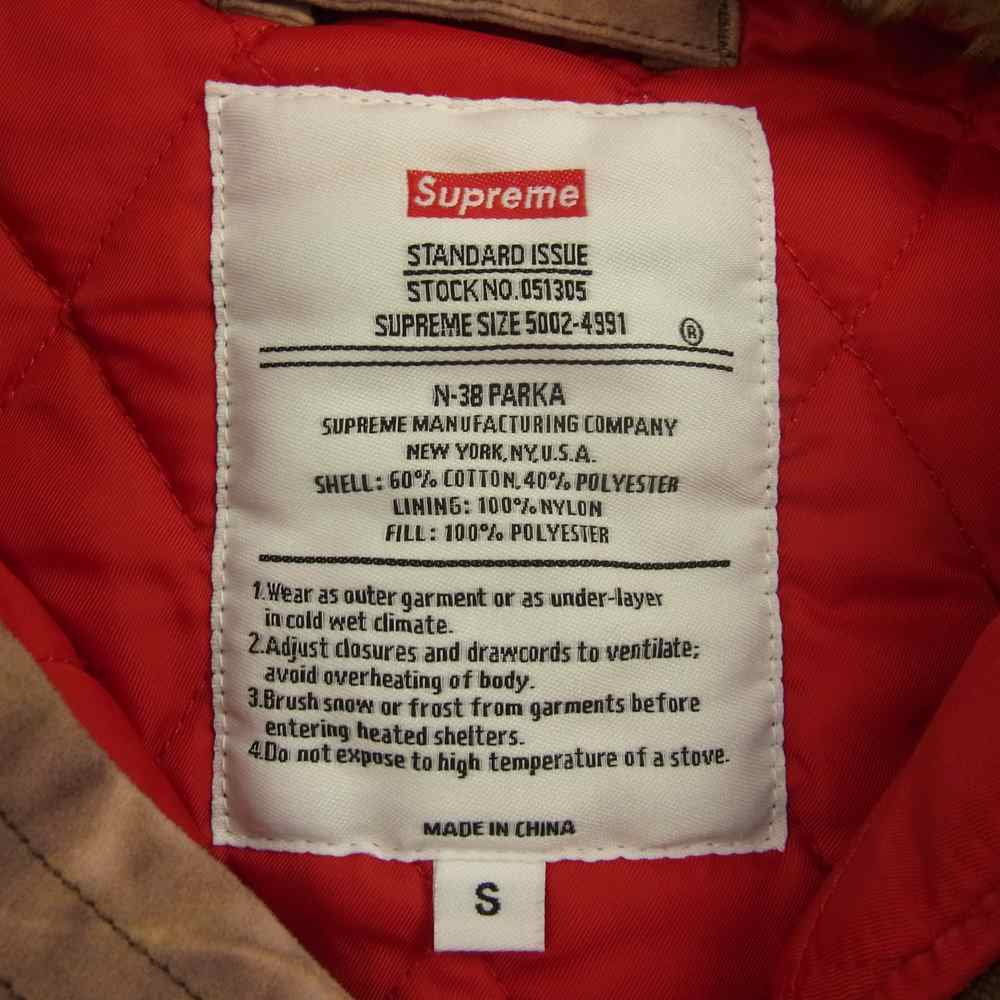 Supreme
STANDARD ISSUE
STOCK NO.051305
SUPREME SIZE 5002-4991 ®
N-3B PARKA
SUPREME MANUFACTURING COMPANY
NEW YORK,NY,U.S.A.
SHELL: 60% COTTON, 40% POLYESTER
LINING: 100% NYLON
FILL: 100% POLYESTER
1.Wear as outer garment or as under-layer
in cold wet climate.
2.Adjust closures and drawcords to ventilate;
avoid overheating of body.
3.Brush snow or frost from garments before
entering heated shelters.
4.Do not expose to high temperature of a stove.
MADE IN CHINA
S